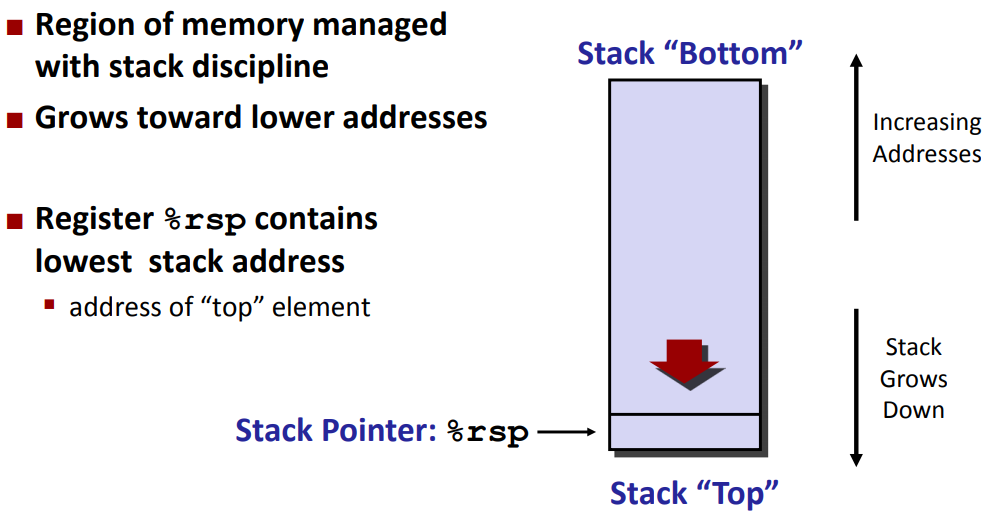 Region of memory managed
with stack discipline
Grows toward lower addresses
Register %rsp contains
lowest stack address
address of “top” element
Stack “Bottom”
Increasing
Addresses
Stack
Grows
Down
Stack Pointer: %rsp
Stack “Top”